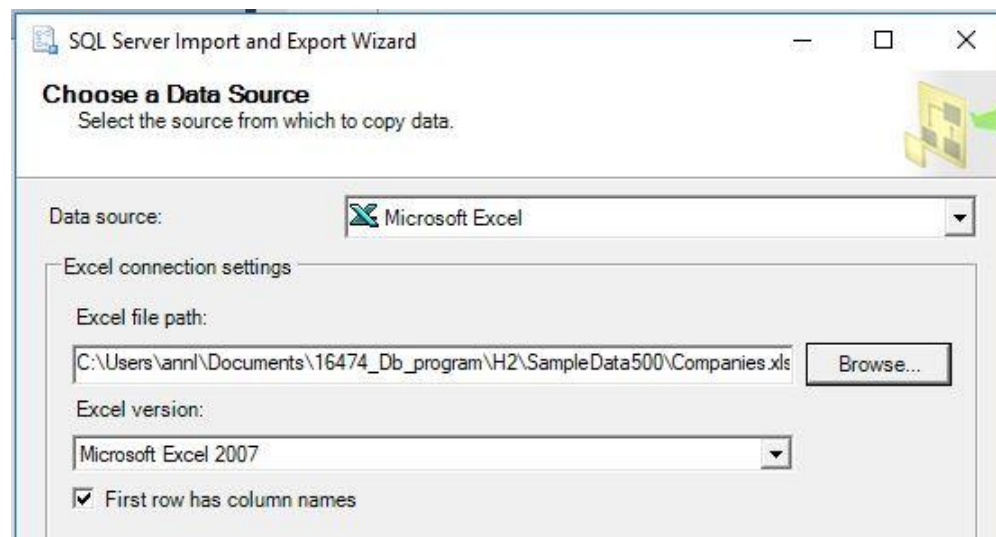 SQL Server Import and Export Wizard
Choose a Data Source
Select the source from which to copy data.
Data source:
Microsoft Excel
Excel connection settings
Excel file path:
C:\Users\annl\Documents\16474_Db_program\H2\SampleData500\Companies.xls
Browse...
Excel version:
Microsoft Excel 2007
First row has column names